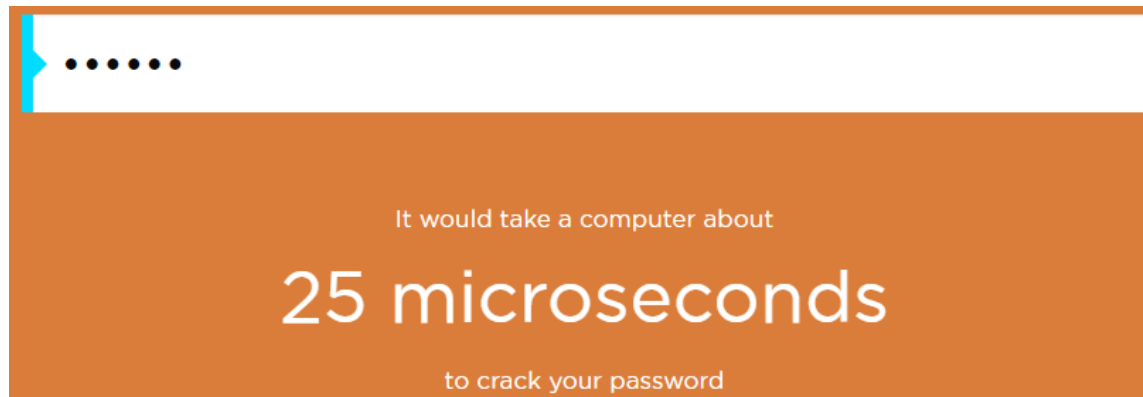 ••••••
It would take a computer about
25 microseconds
to crack your password